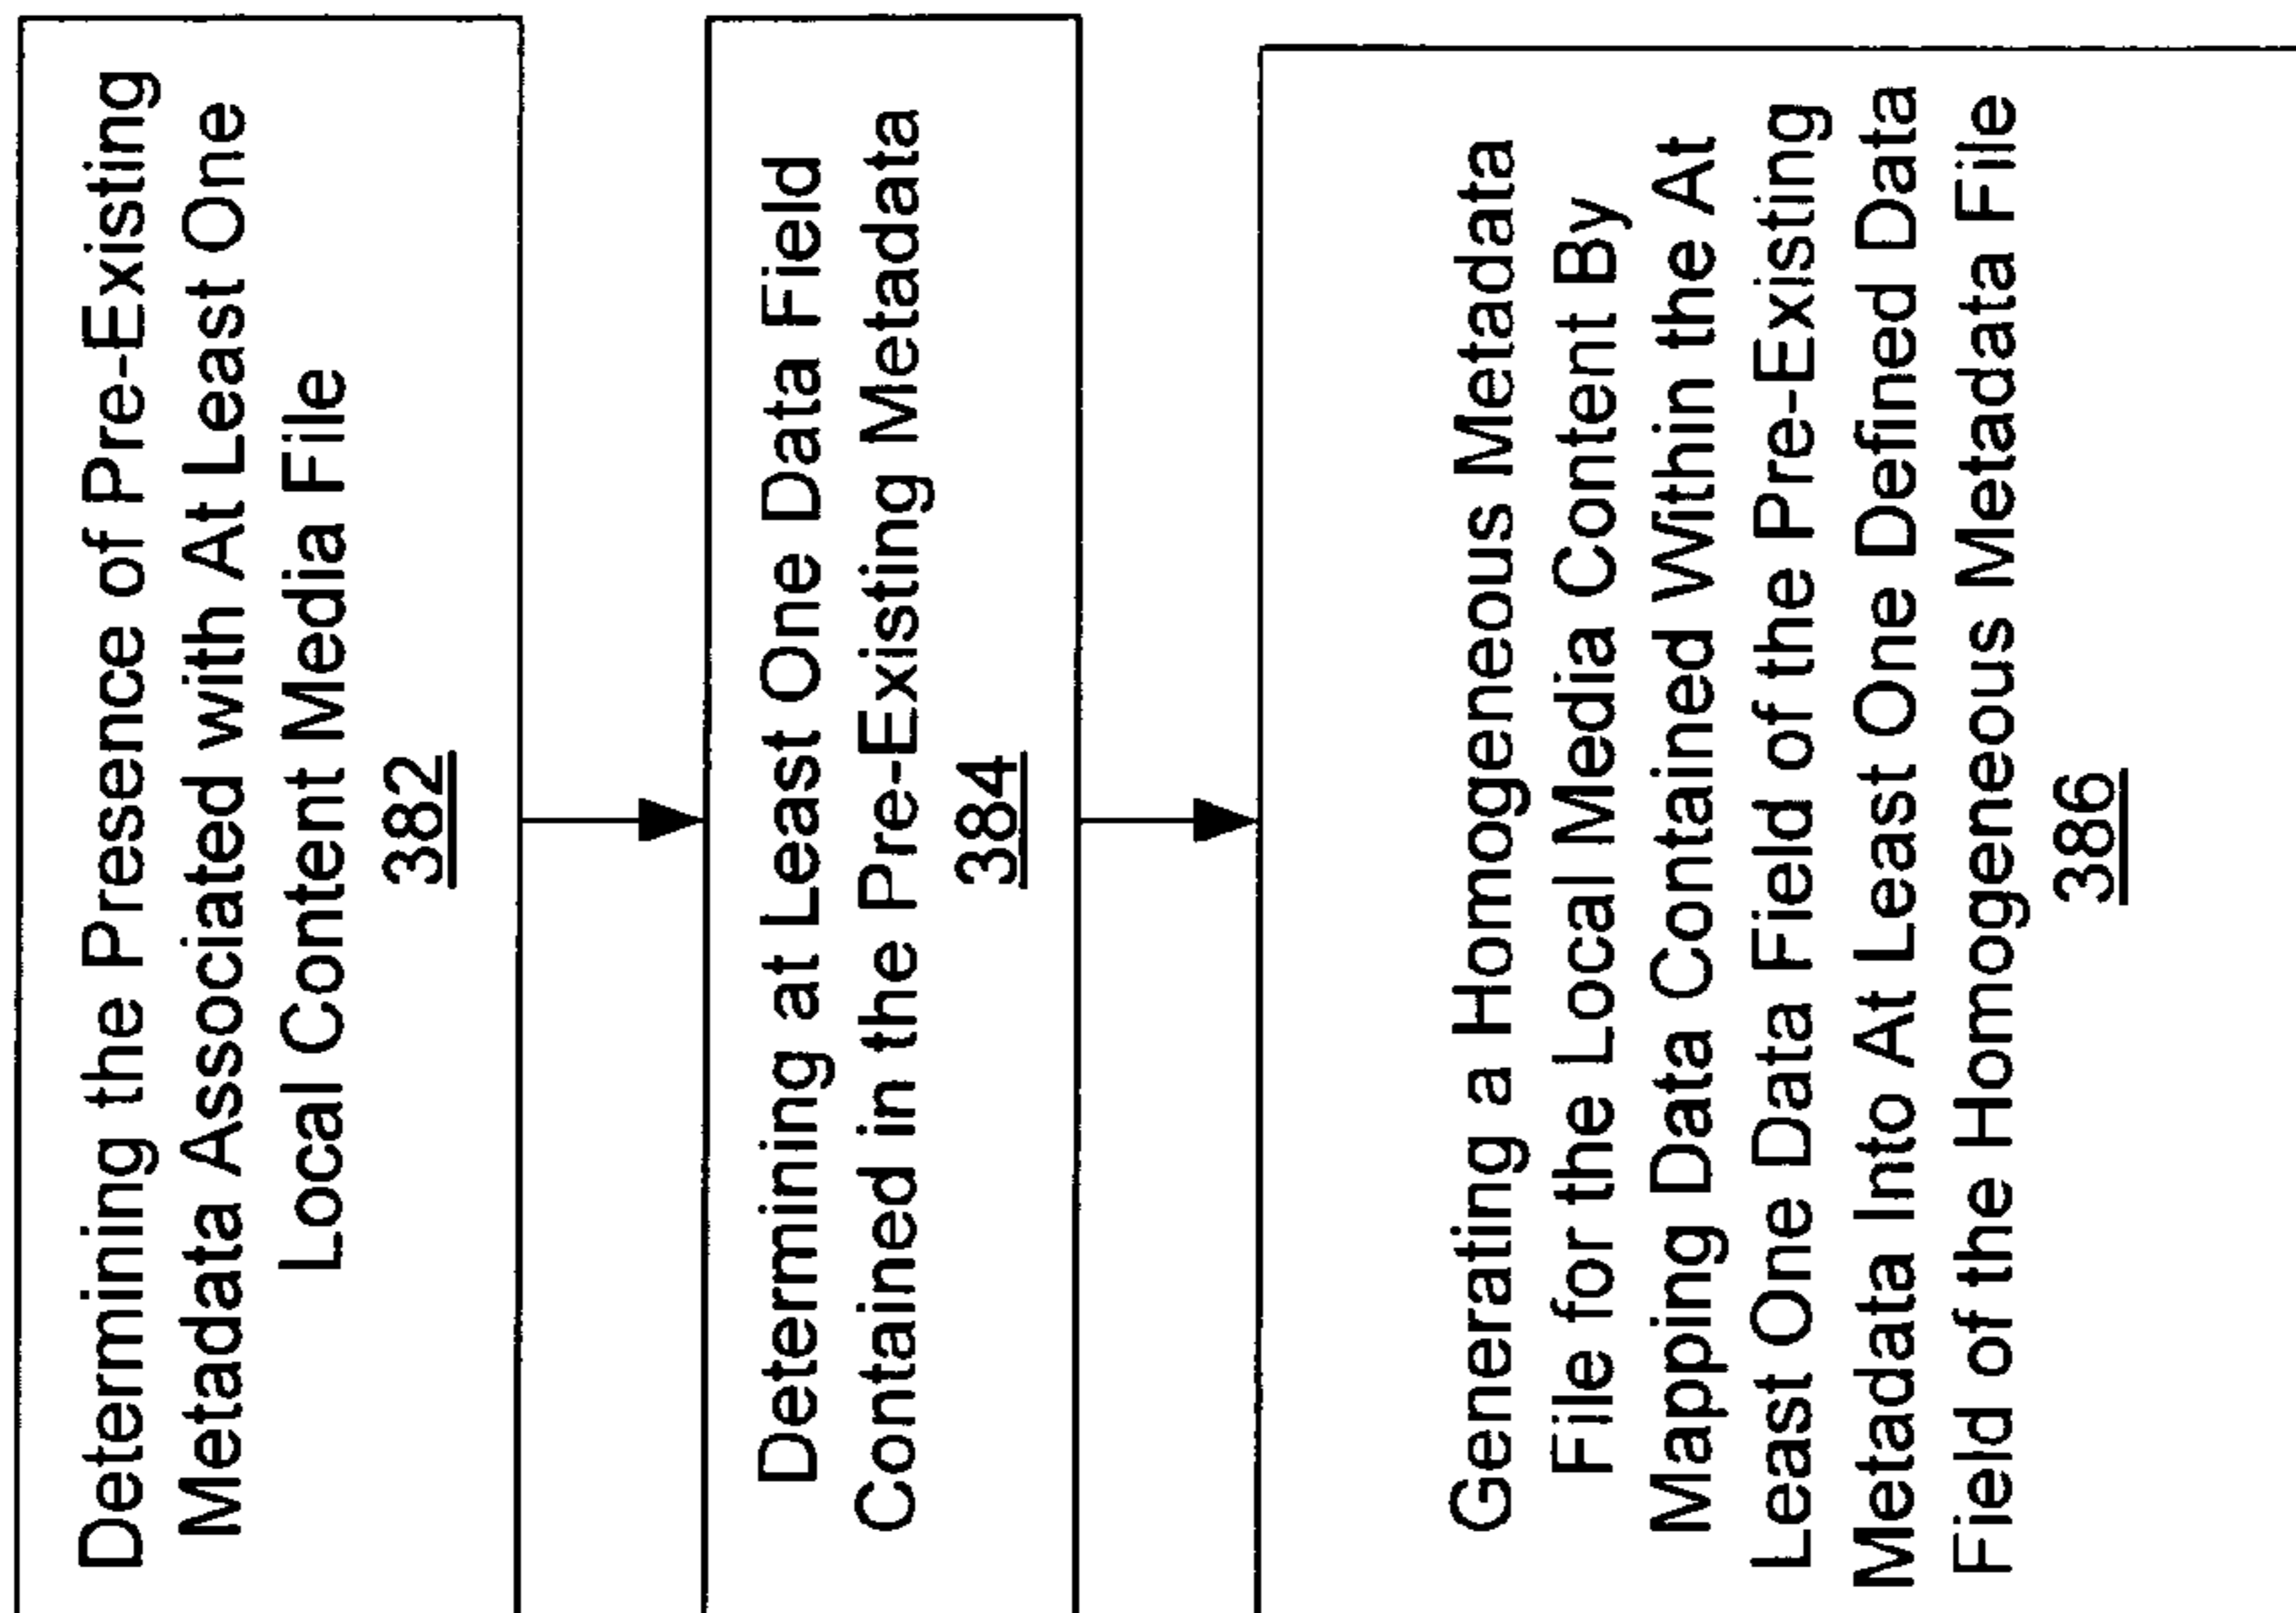 Determining the Presence of Pre-Existing
Metadata Associated with At Least One
Local Content Media File
382
Determining at Least One Data Field
Contained in the Pre-Existing Metadata
384
Generating a Homogeneous Metadata
File for the Local Media Content By
Mapping Data Contained Within the At
Least One Data Field of the Pre-Existing
Metadata Into At Least One Defined Data
Field of the Homogeneous Metadata File
386